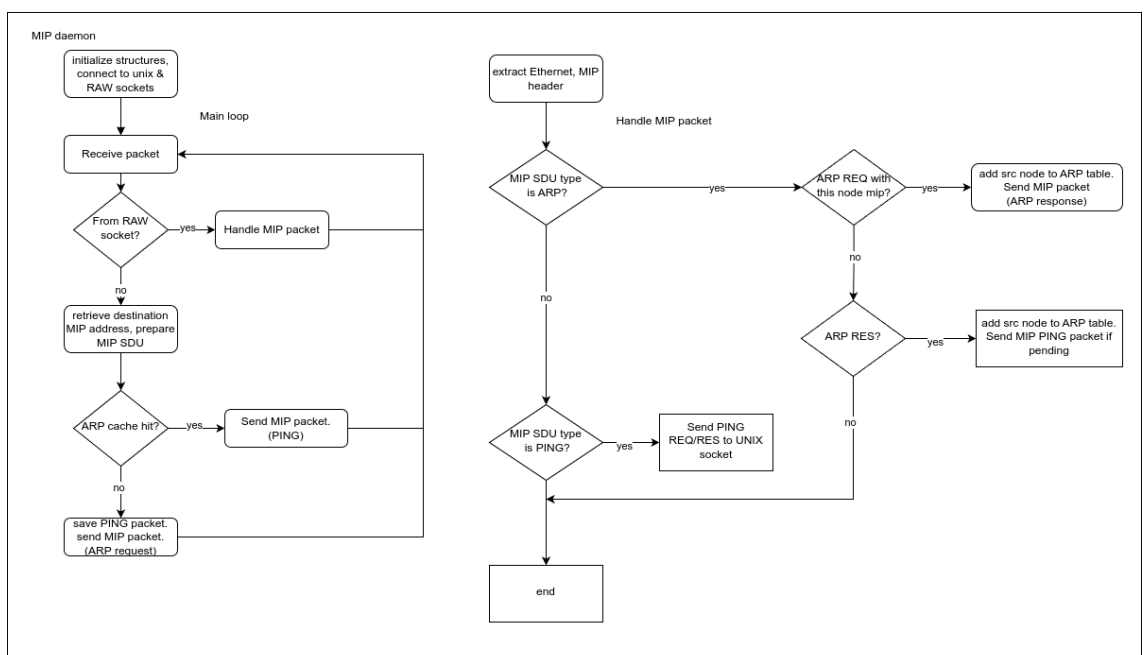 MIP daemon
initialize structures,
connect to unix &
RAW sockets
Main loop
Receive packet
From RAW
socket?
yes
Handle MIP packet
no
retrieve destination
MIP address, prepare
MIP SDU
ARP cache hit?
yes
Send MIP packet.
(PING)
no
save PING packet.
send MIP packet.
(ARP request)
extract Ethernet, MIP
header
Handle MIP packet
MIP SDU type
is ARP?
yes
ARP REQ with
this node mip?
yes
add src node to ARP table.
Send MIP packet
(ARP response)
no
no
ARP RES?
yes
add src node to ARP table.
Send MIP PING packet if
pending
no
MIP SDU type
is PING?
yes
Send PING
REQ/RES to UNIX
socket
end